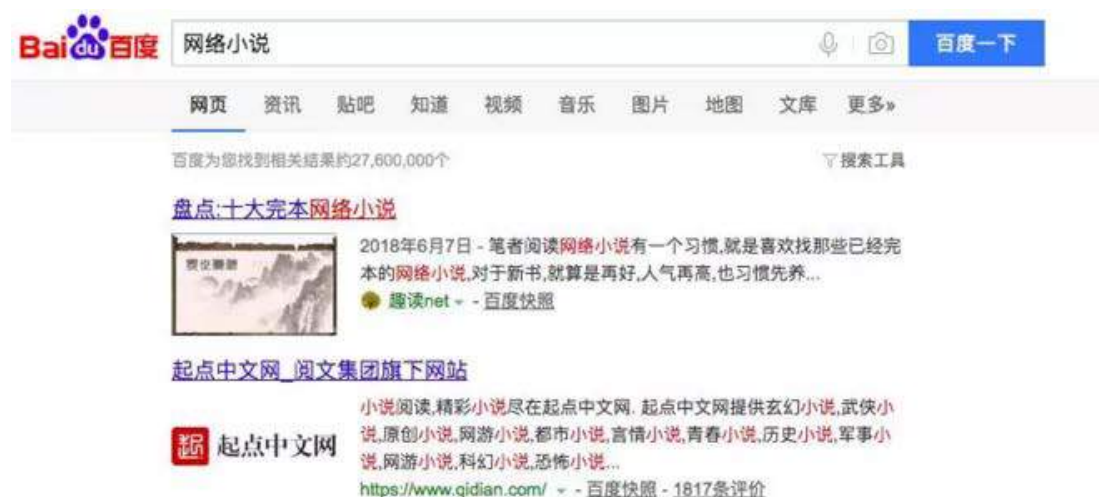 Bai du 百度 网络小说 百度一下
网页 资讯 贴吧 知道 视频 音乐 图片 地图 文库 更多»
百度为您找到相关结果约27,600,000个 搜索工具
盘点:十大完本网络小说
2018年6月7日 - 笔者阅读网络小说有一个习惯,就是喜欢找那些已经完
本的网络小说,对于新书,就算是再好,人气再高,也习惯先养...
趣读net - 百度快照
起点中文网_阅文集团旗下网站
起点中文网
小说阅读,精彩小说尽在起点中文网. 起点中文网提供玄幻小说,武侠小
说,原创小说,网游小说,都市小说,言情小说,青春小说,历史小说,军事小
说,网游小说,科幻小说,恐怖小说...
https://www.qidian.com/ - 百度快照 - 1817条评价